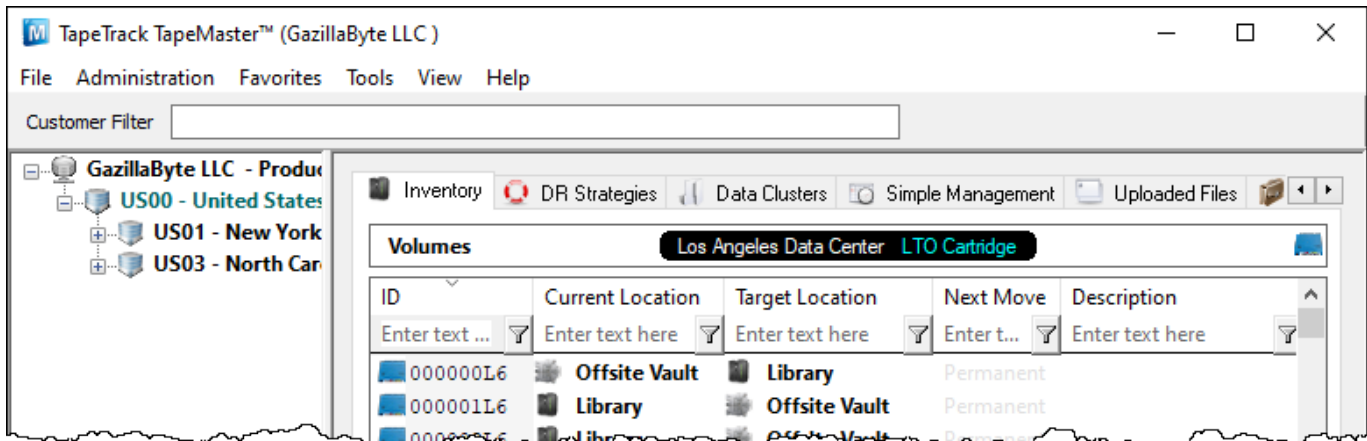 TapeTrack TapeMaster™ (GazillaByte LLC )
File Administration Favorites Tools View Help
Customer Filter
GazillaByte LLC - Produc
US00 - United States
US01 - New York
US03 - North Car
Inventory DR Strategies Data Clusters Simple Management Uploaded Files
Volumes Los Angeles Data Center LTO Cartridge
ID Current Location Target Location Next Move Description
Enter text ... Enter text here Enter text here Enter t... Enter text here
000000L6 Offsite Vault Library Permanent
000001L6 Library Offsite Vault Permanent